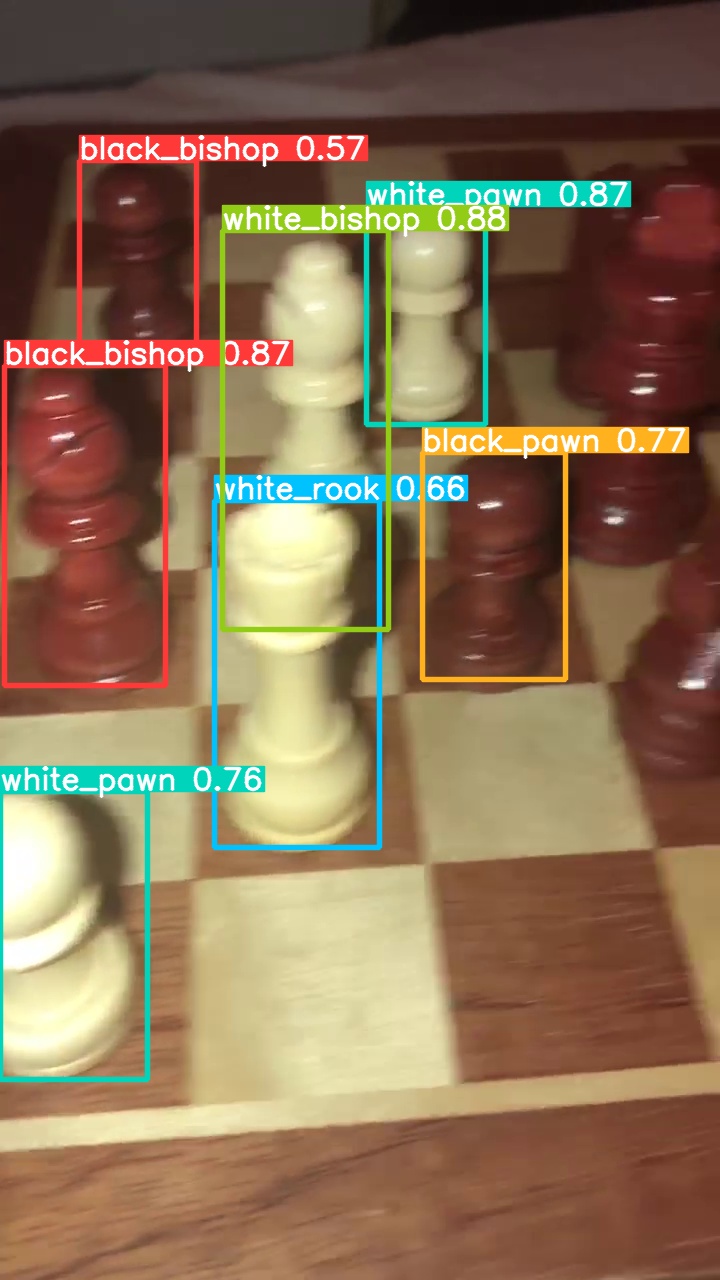 black_bishop 0.57
white_pawn 0.87
white_bishop 0.88
black_bishop 0.87
black_pawn 0.77
white_rook 0.66
white_pawn 0.76